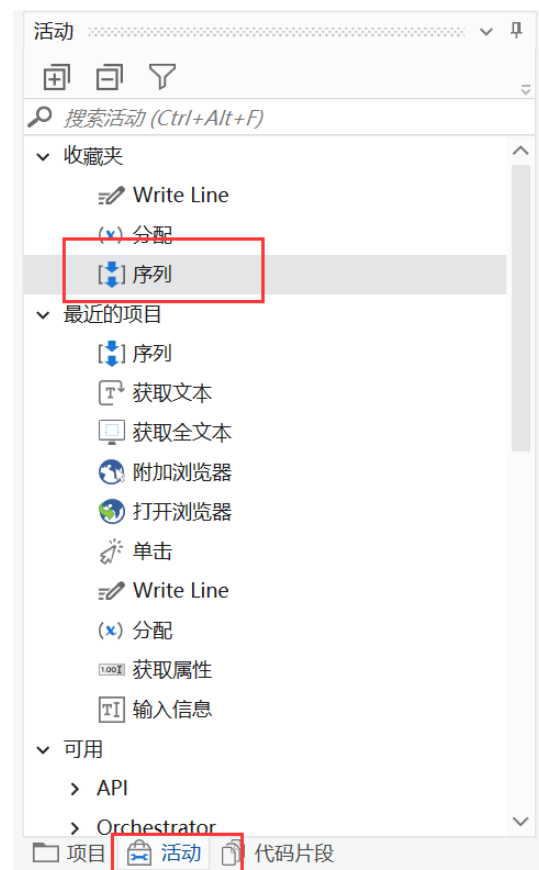 活动
搜索活动 (Ctrl+Alt+F)
收藏夹
Write Line
(x) 分配
序列
最近的项目
序列
获取文本
获取全文本
附加浏览器
打开浏览器
单击
Write Line
(x) 分配
获取属性
输入信息
可用
API
Orchestrator
项目 活动 代码片段